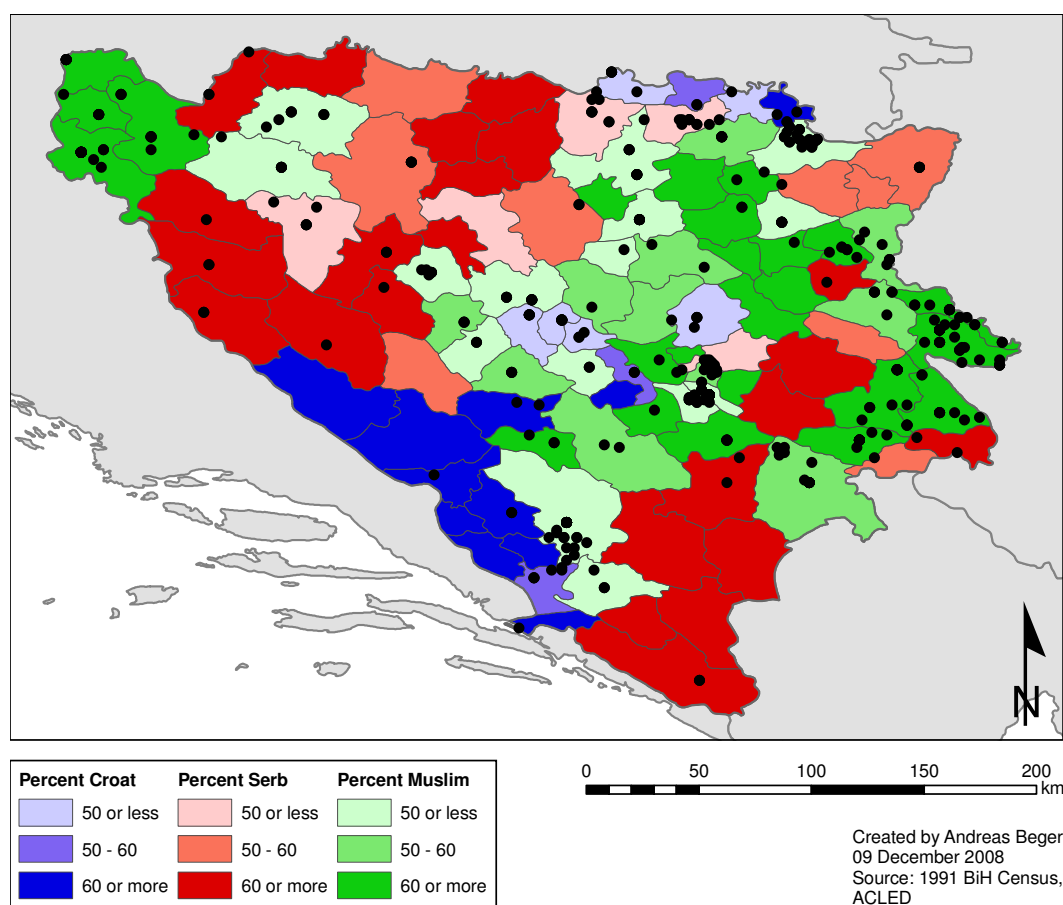 N
Percent Croat Percent Serb Percent Muslim
50 or less 50 or less 50 or less
50 - 60 50 - 60 50 - 60
60 or more 60 or more 60 or more
0 50 100 150 200
km
Created by Andreas Beger
09 December 2008
Source: 1991 BiH Census,
ACLED